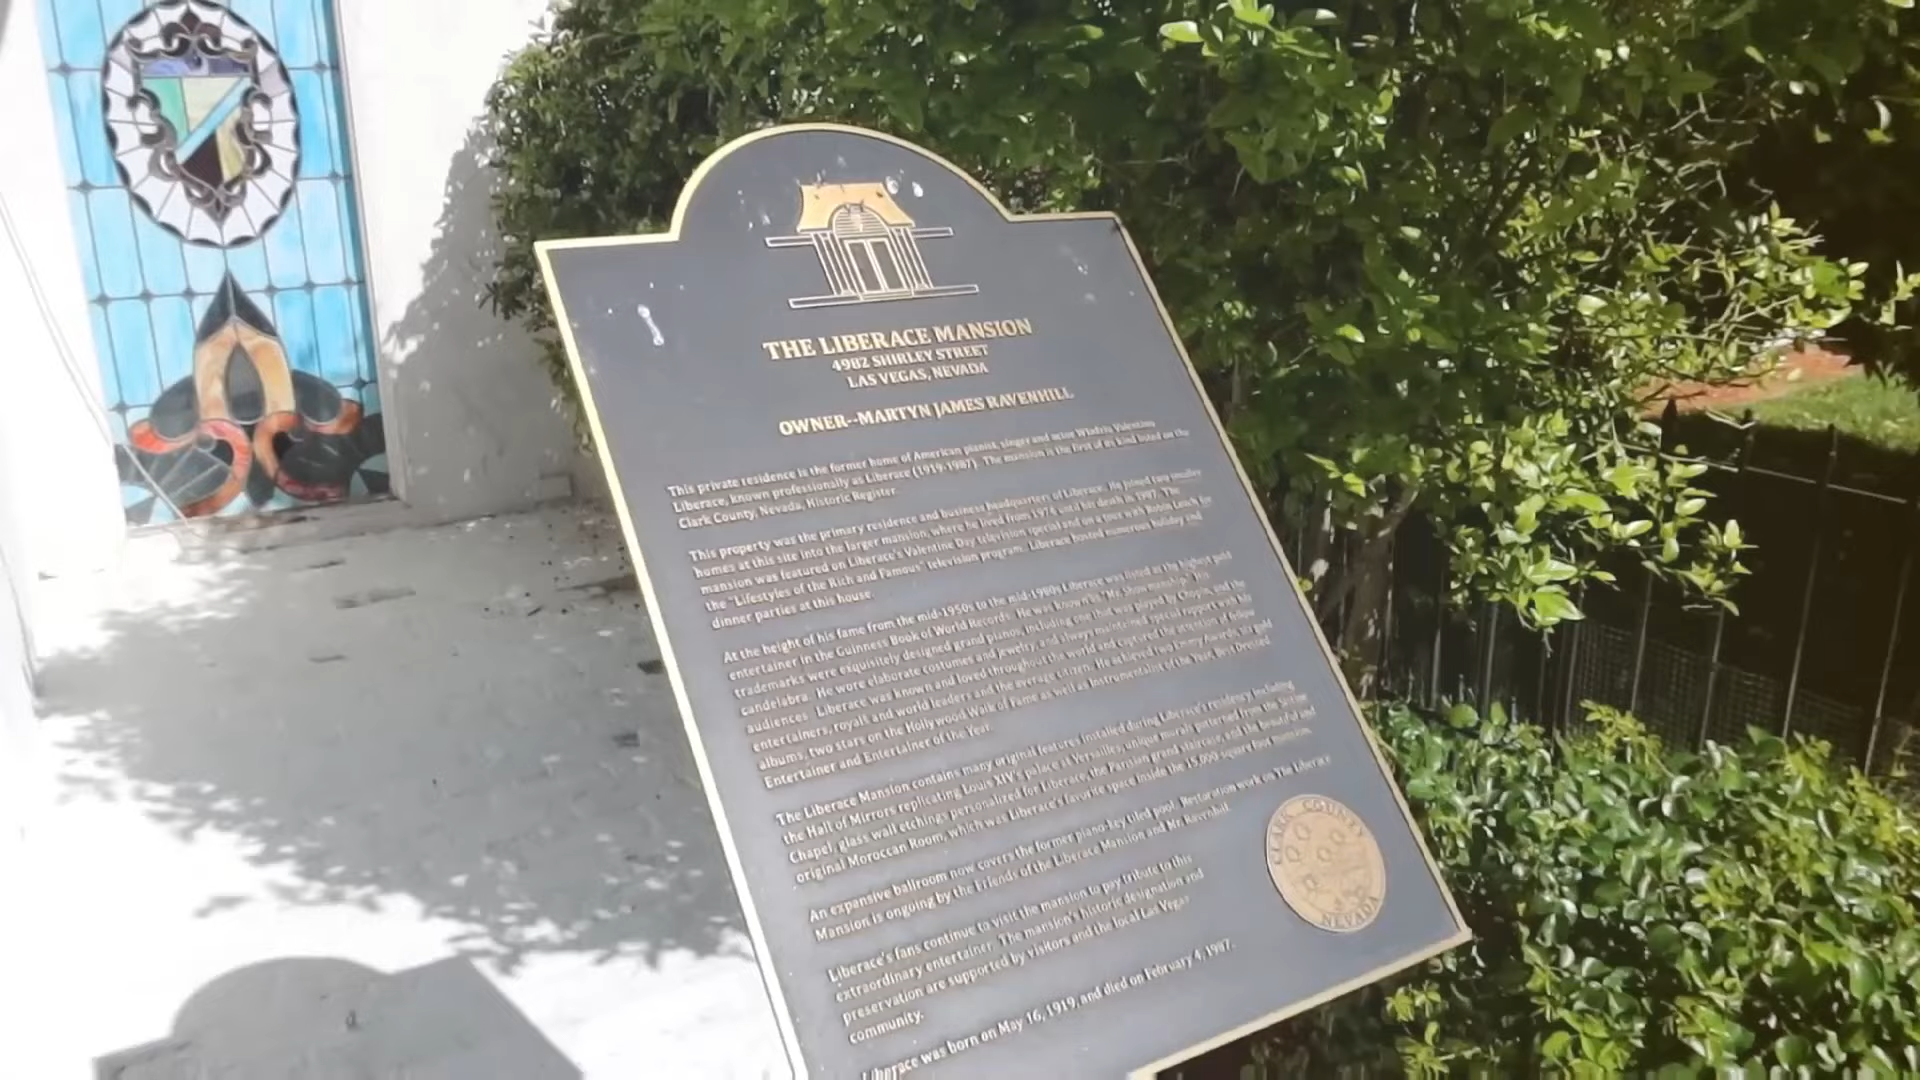 THE LIBERACE MANSION
4982 SHIRLEY STREET
LAS VEGAS, NEVADA
OWNER--MARTYN JAMES RAVENHILL
This private residence is the former home of American pianist, singer and actor Wladziu Valentino
Liberace, known professionally as Liberace (1919-1987). The mansion is the first of its kind listed on the
Clark County, Nevada, Historic Register.
This property was the primary residence and business headquarters of Liberace. He joined two smaller
homes at this site into the larger mansion, where he lived from 1974 until his death in 1987. The
mansion was featured on Liberace's Valentine Day television special and on a tour with Robin Leach for
the "Lifestyles of the Rich and Famous" television program. Liberace hosted numerous holiday and
dinner parties at this house.
At the height of his fame from the mid-1950s to the mid-1980s Liberace was listed as the highest paid
entertainer in the Guinness Book of World Records. He was known as "Mr. Showmanship." His
trademarks were exquisitely designed grand pianos, including one that was played by Chopin, and the
candelabra. He wore elaborate costumes and jewelry, and always maintained special rapport with his
audiences. Liberace was known and loved throughout the world and captured the attention of fellow
entertainers, royalt and world leaders and the average citizen. He achieved two Emmy Awards, six gold
albums, two stars on the Hollywood Walk of Fame as well as Instrumentalist of the Year, Best Dressed
Entertainer and Entertainer of the Year.
The Liberace Mansion contains many original features installed during Liberace's residency including
the Hall of Mirrors replicating Louis XIV's palace at Versailles, unique murals patterned from the Sistine
Chapel, glass wall etchings personalized for Liberace, the Parisian grand staircase, and the beautiful and
original Moroccan Room, which was Liberace's favorite space inside the 15,000 square foot mansion.
An expansive ballroom now covers the former piano-key tiled pool. Restoration work on The Liberace
Mansion is ongoing by the Friends of the Liberace Mansion and Mr. Ravenhill.
Liberace's fans continue to visit the mansion to pay tribute to this
extraordinary entertainer. The mansion's historic designation and
preservation are supported by visitors and the local Las Vegas
community.
Liberace was born on May 16, 1919, and died on February 4, 1987.
CLARK COUNTY
NEVADA